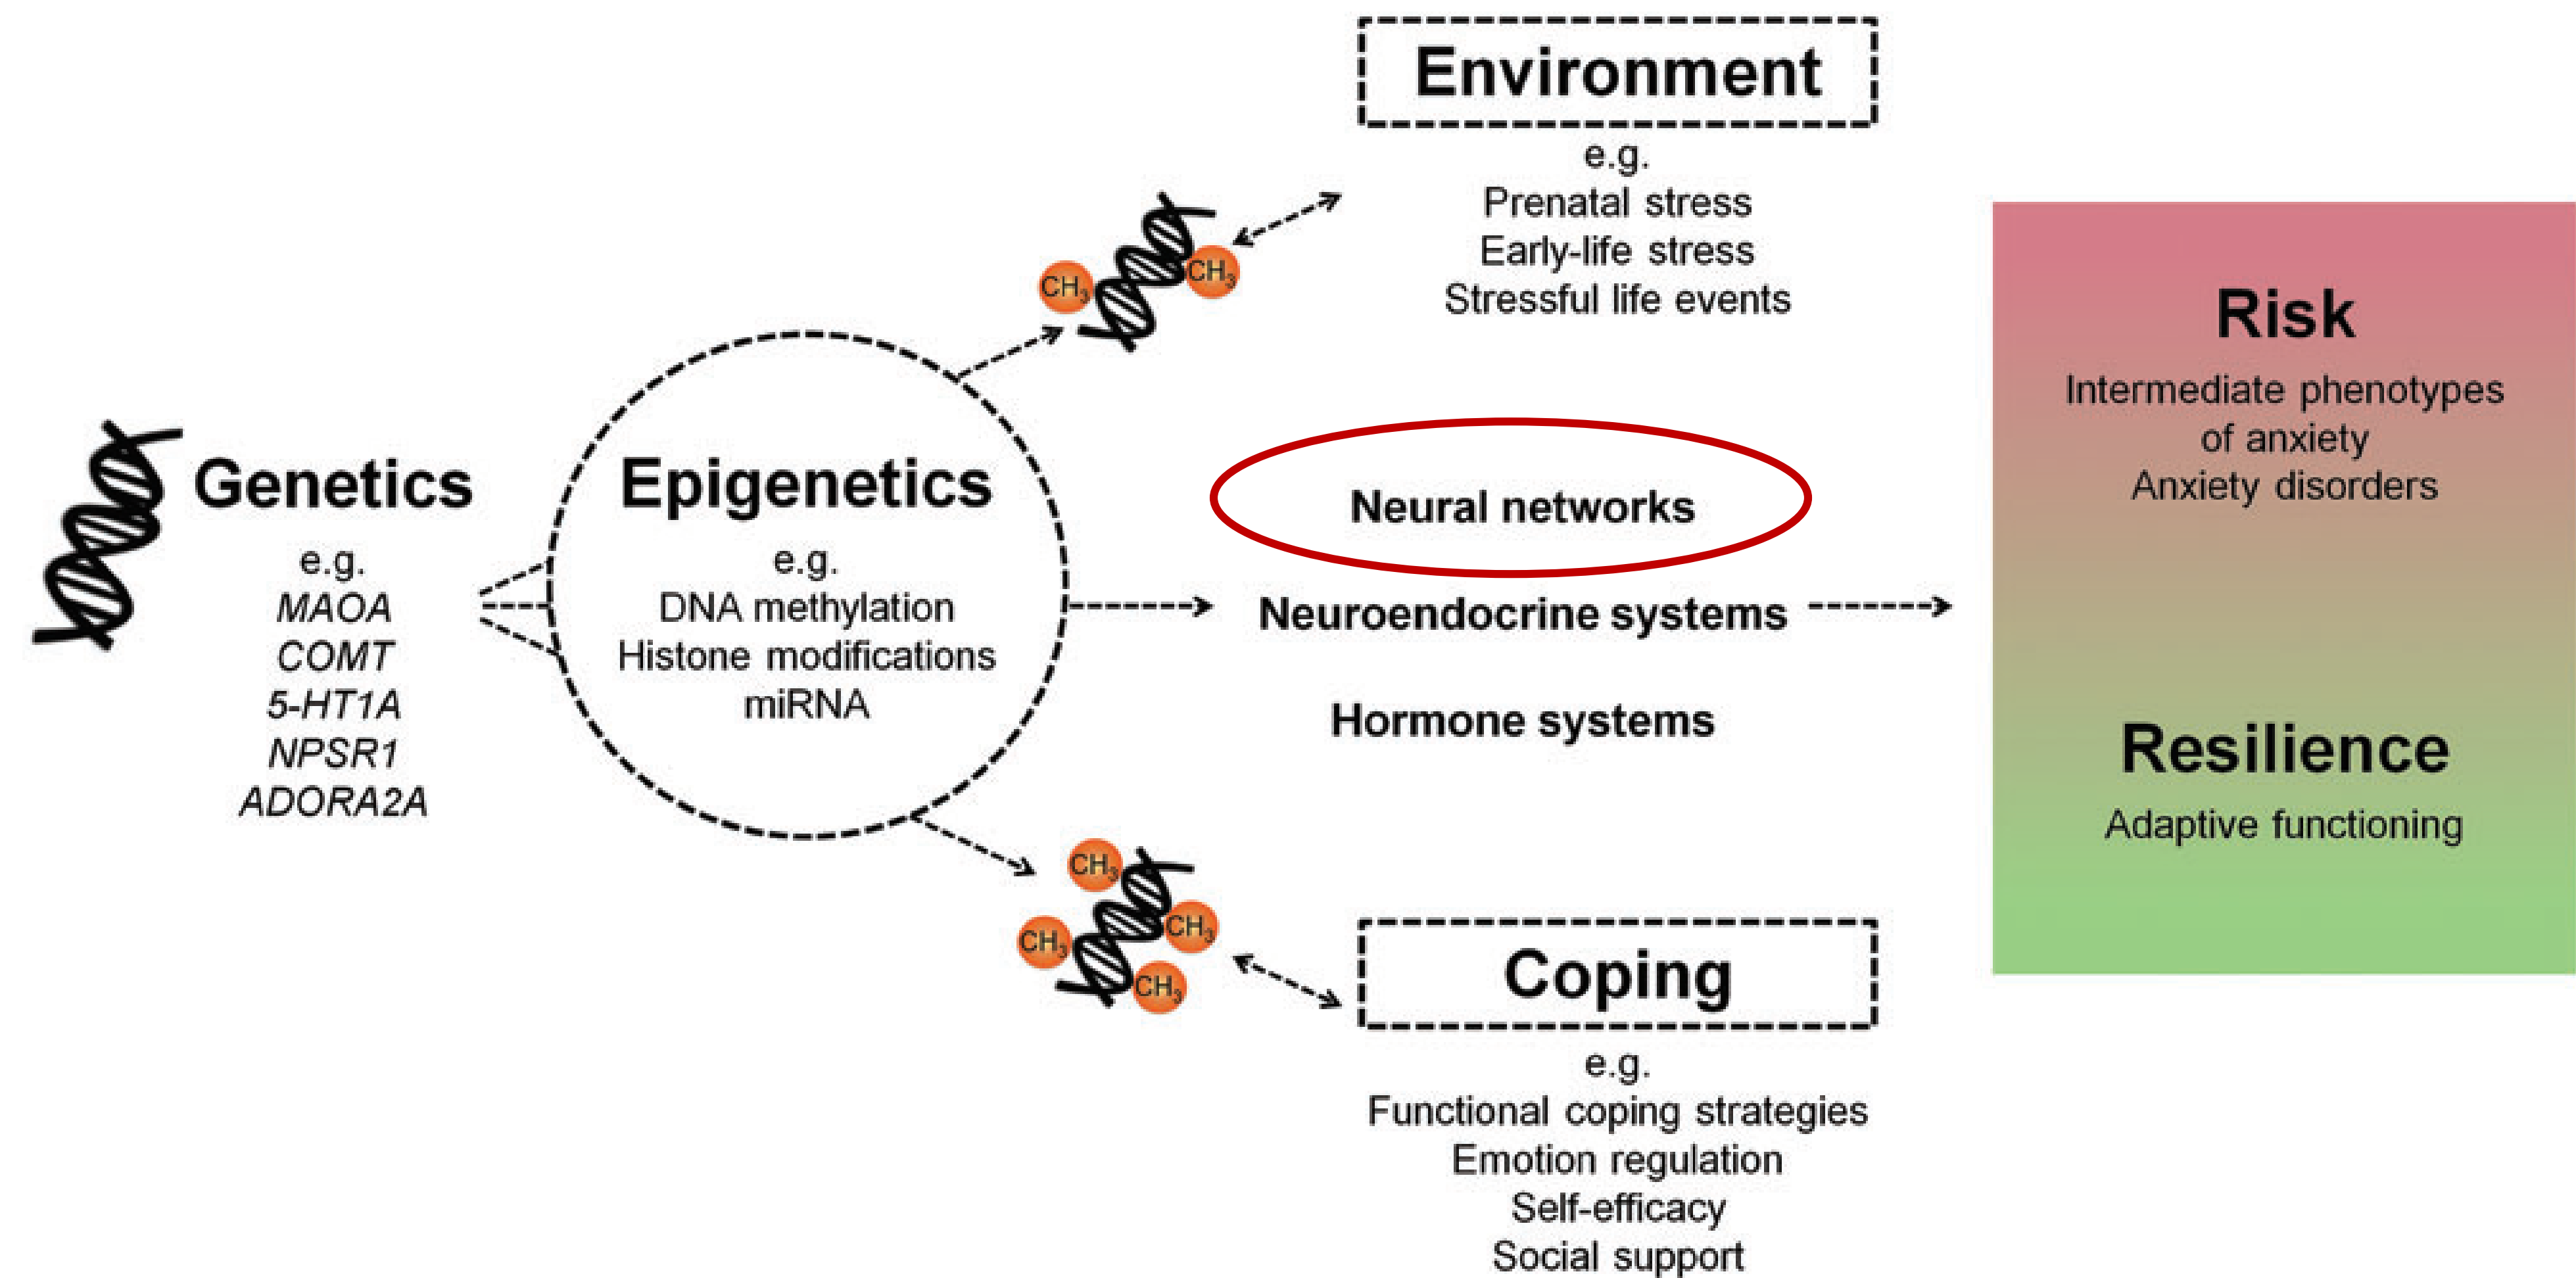 Environment
e.g.
Prenatal stress
Early-life stress
Stressful life events
CH₃
CH₃
Genetics
e.g.
MAOA
COMT
5-HT1A
NPSR1
ADORA2A
Epigenetics
e.g.
DNA methylation
Histone modifications
miRNA
Neural networks
Neuroendocrine systems
Hormone systems
Risk
Intermediate phenotypes
of anxiety
Anxiety disorders
Resilience
Adaptive functioning
CH₃
CH₃
CH₃
CH₃
Coping
e.g.
Functional coping strategies
Emotion regulation
Self-efficacy
Social support